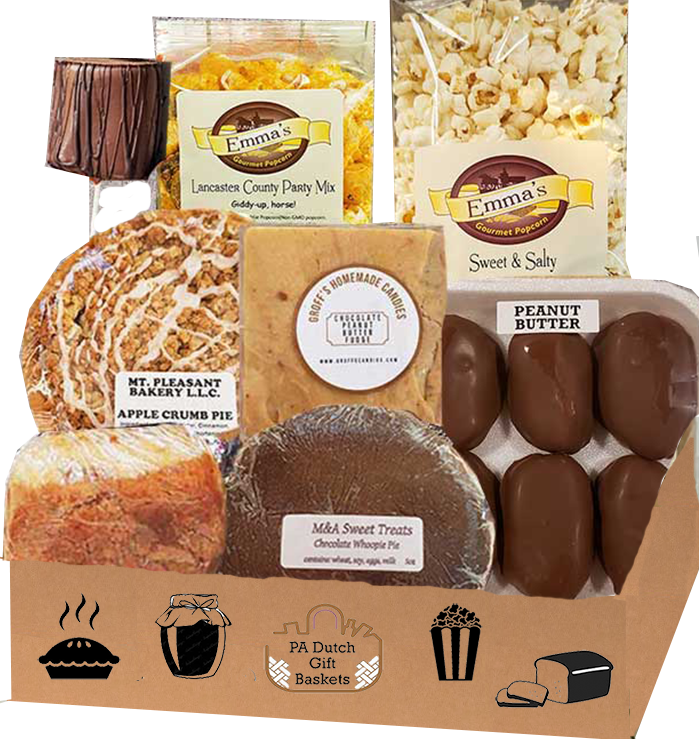 Emma's
Gourmet Popcorn
Lancaster County Party Mix
Giddy-up, horse!
Emma's
Gourmet Popcorn
Sweet & Salty
GROFF'S HOMEMADE CANDIES
CHOCOLATE
PEANUT
BUTTER
FUDGE
WWW.GROFFSCANDIES.COM
PEANUT
BUTTER
MT. PLEASANT
BAKERY L.L.C.
APPLE CRUMB PIE
Cinnamon,
M&A Sweet Treats
Chocolate Whoopie Pie
contains: wheat, soy, eggs, milk
PA Dutch
Gift
Baskets